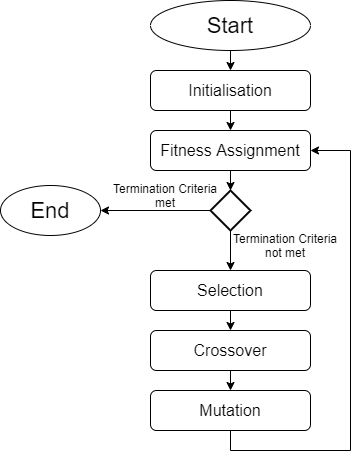 Start
Initialisation
Fitness Assignment
Termination Criteria
met
End
Termination Criteria
not met
Selection
Crossover
Mutation